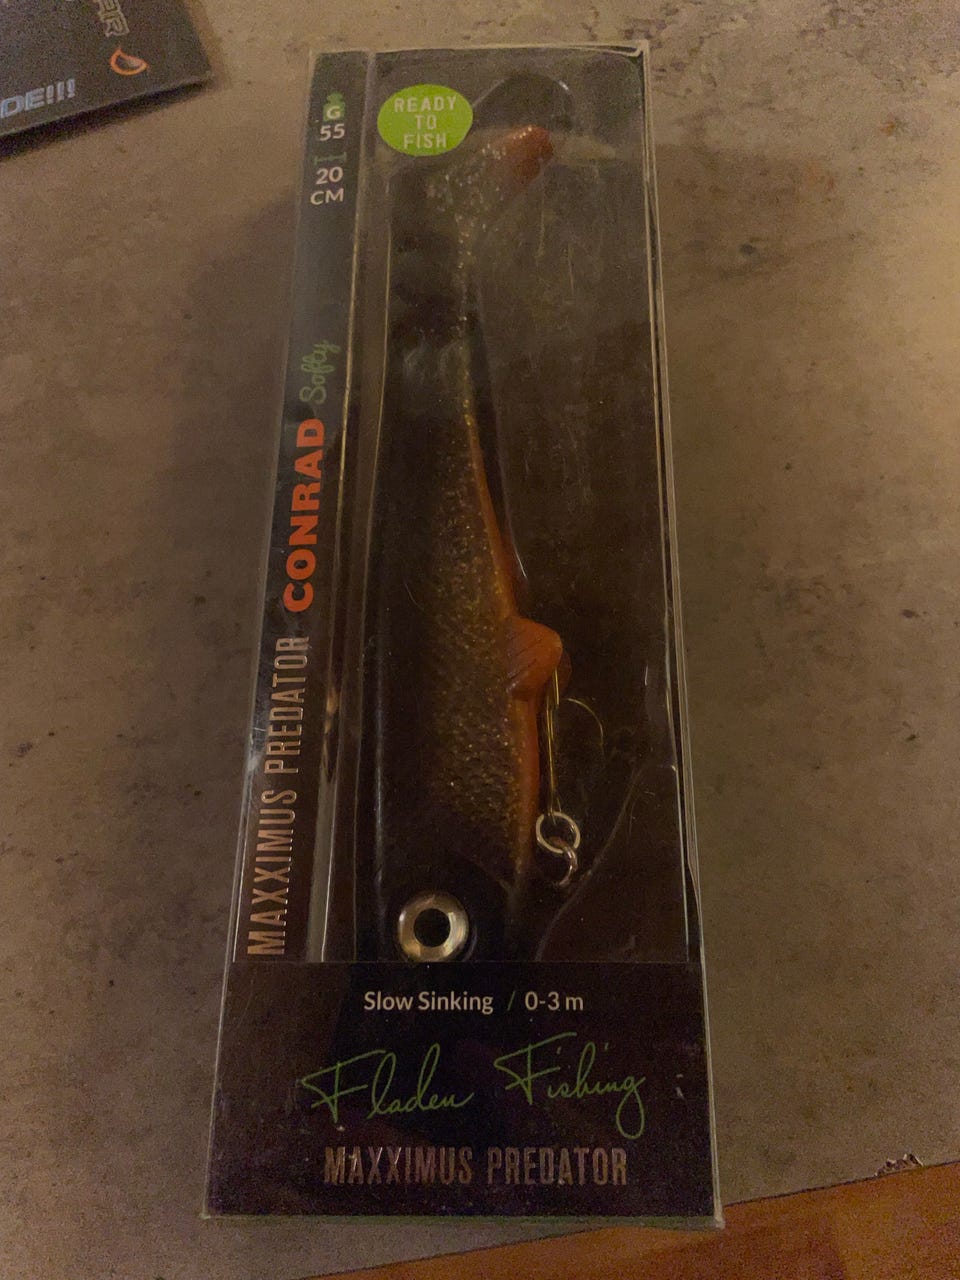 DE!!!
READY
TO
FISH
G
55
20
CM
MAXXIMUS PREDATOR CONRAD Softy
Slow Sinking / 0-3 m
Fladen Fishing
MAXXIMUS PREDATOR